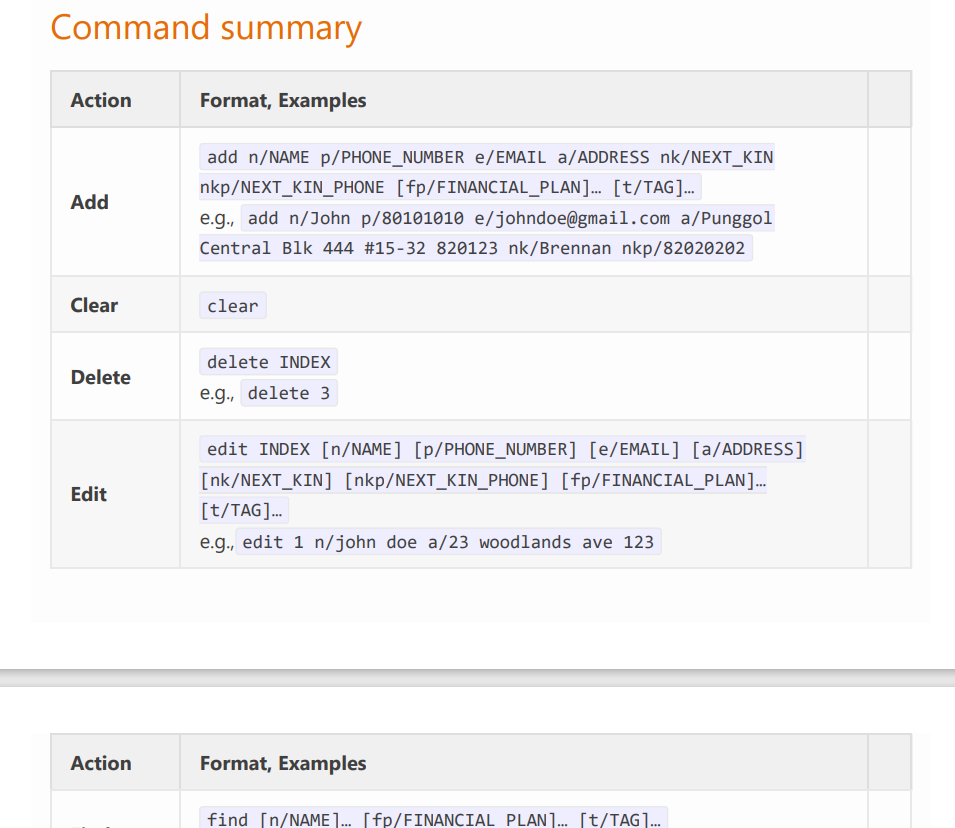 Command summary
Action Format, Examples
Add
add n/NAME p/PHONE_NUMBER e/EMAIL a/ADDRESS nk/NEXT_KIN
nkp/NEXT_KIN_PHONE [fp/FINANCIAL_PLAN]… [t/TAG]…
e.g., add n/John p/80101010 e/johndoe@gmail.com a/Punggol
Central Blk 444 #15-32 820123 nk/Brennan nkp/82020202
Clear clear
Delete
delete INDEX
e.g., delete 3
Edit
edit INDEX [n/NAME] [p/PHONE_NUMBER] [e/EMAIL] [a/ADDRESS]
[nk/NEXT_KIN] [nkp/NEXT_KIN_PHONE] [fp/FINANCIAL_PLAN]…
[t/TAG]…
e.g., edit 1 n/john doe a/23 woodlands ave 123
Action Format, Examples
find [n/NAME]… [fp/FINANCIAL_PLAN]… [t/TAG]…